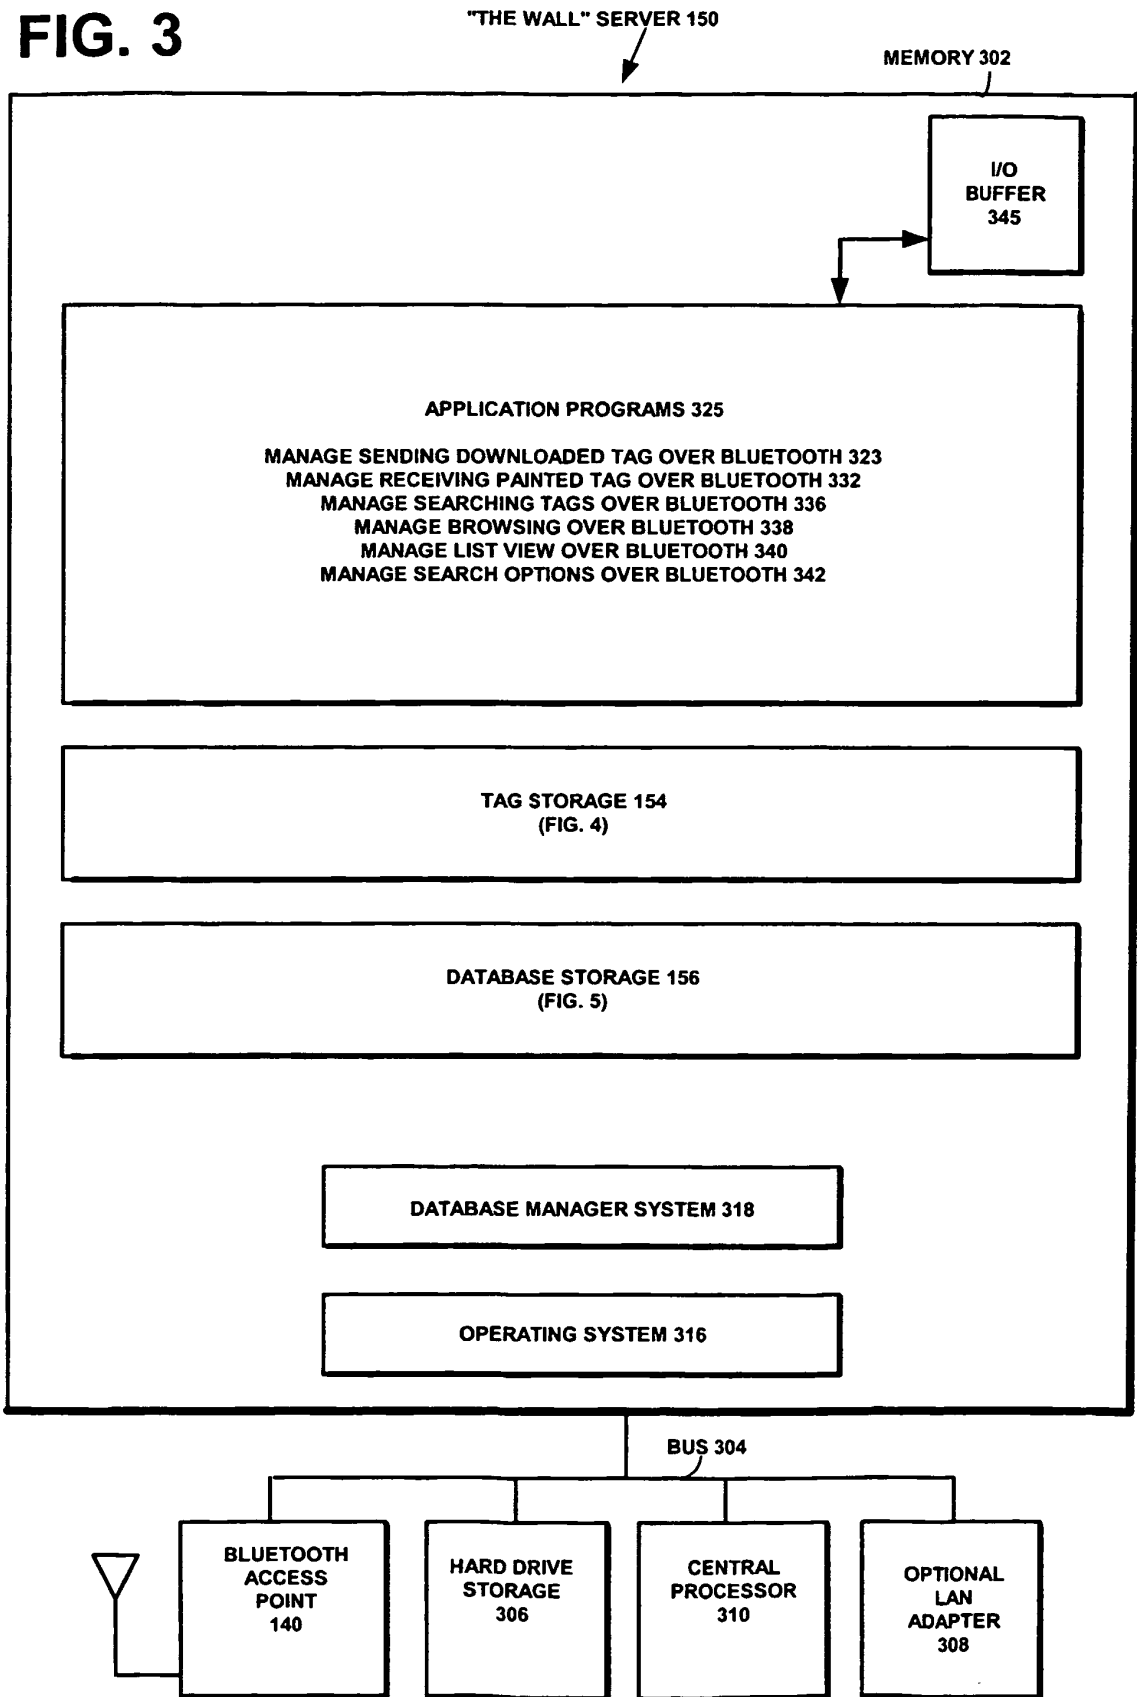 FIG. 3
"THE WALL" SERVER 150
MEMORY 302
I/O
BUFFER
345
APPLICATION PROGRAMS 325
MANAGE SENDING DOWNLOADED TAG OVER BLUETOOTH 323
MANAGE RECEIVING PAINTED TAG OVER BLUETOOTH 332
MANAGE SEARCHING TAGS OVER BLUETOOTH 336
MANAGE BROWSING OVER BLUETOOTH 338
MANAGE LIST VIEW OVER BLUETOOTH 340
MANAGE SEARCH OPTIONS OVER BLUETOOTH 342
TAG STORAGE 154
(FIG. 4)
DATABASE STORAGE 156
(FIG. 5)
DATABASE MANAGER SYSTEM 318
OPERATING SYSTEM 316
BUS 304
BLUETOOTH
ACCESS
POINT
140
HARD DRIVE
STORAGE
306
CENTRAL
PROCESSOR
310
OPTIONAL
LAN
ADAPTER
308